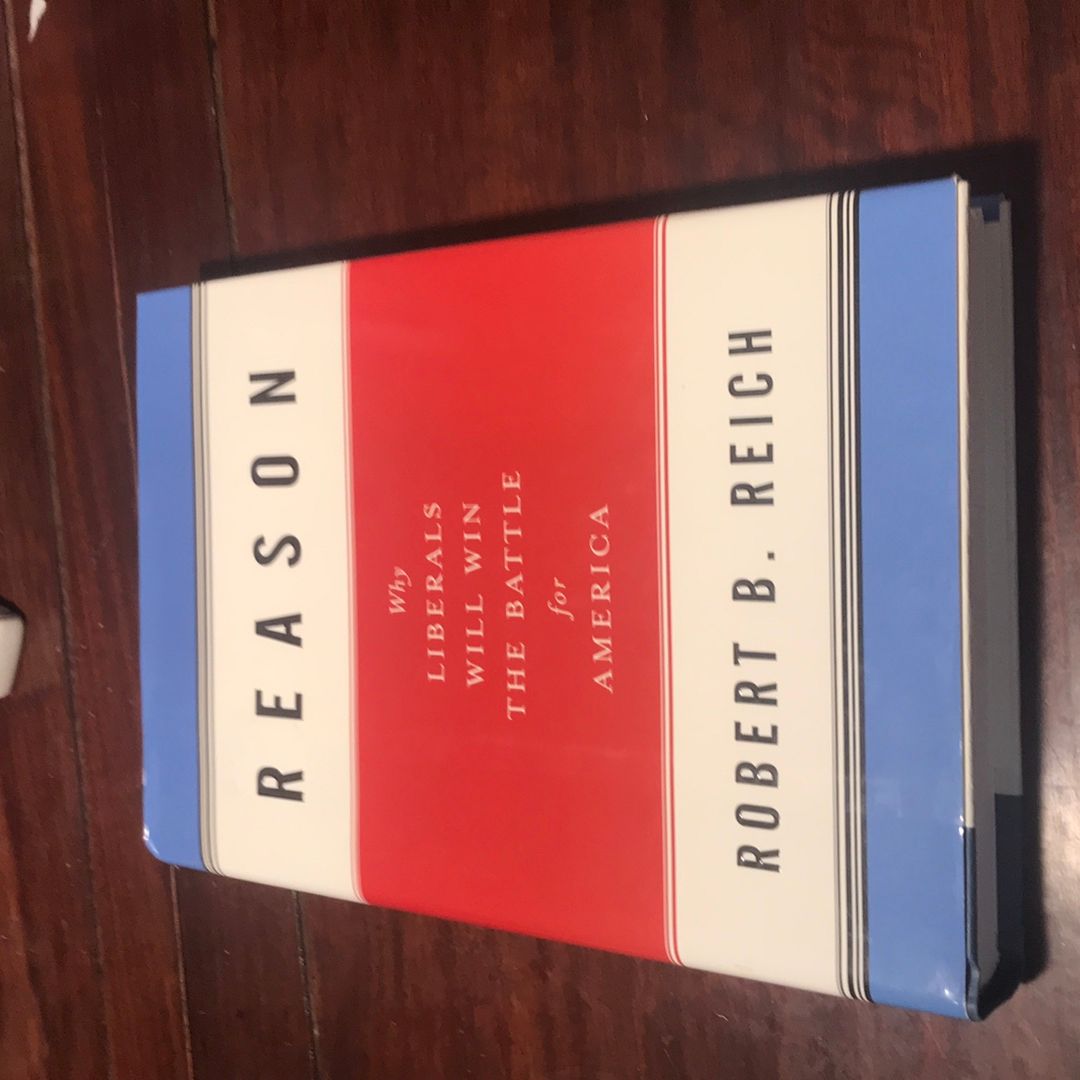 REASON
Why
LIBERALS
WILL WIN
THE BATTLE
for
AMERICA
ROBERT B. REICH